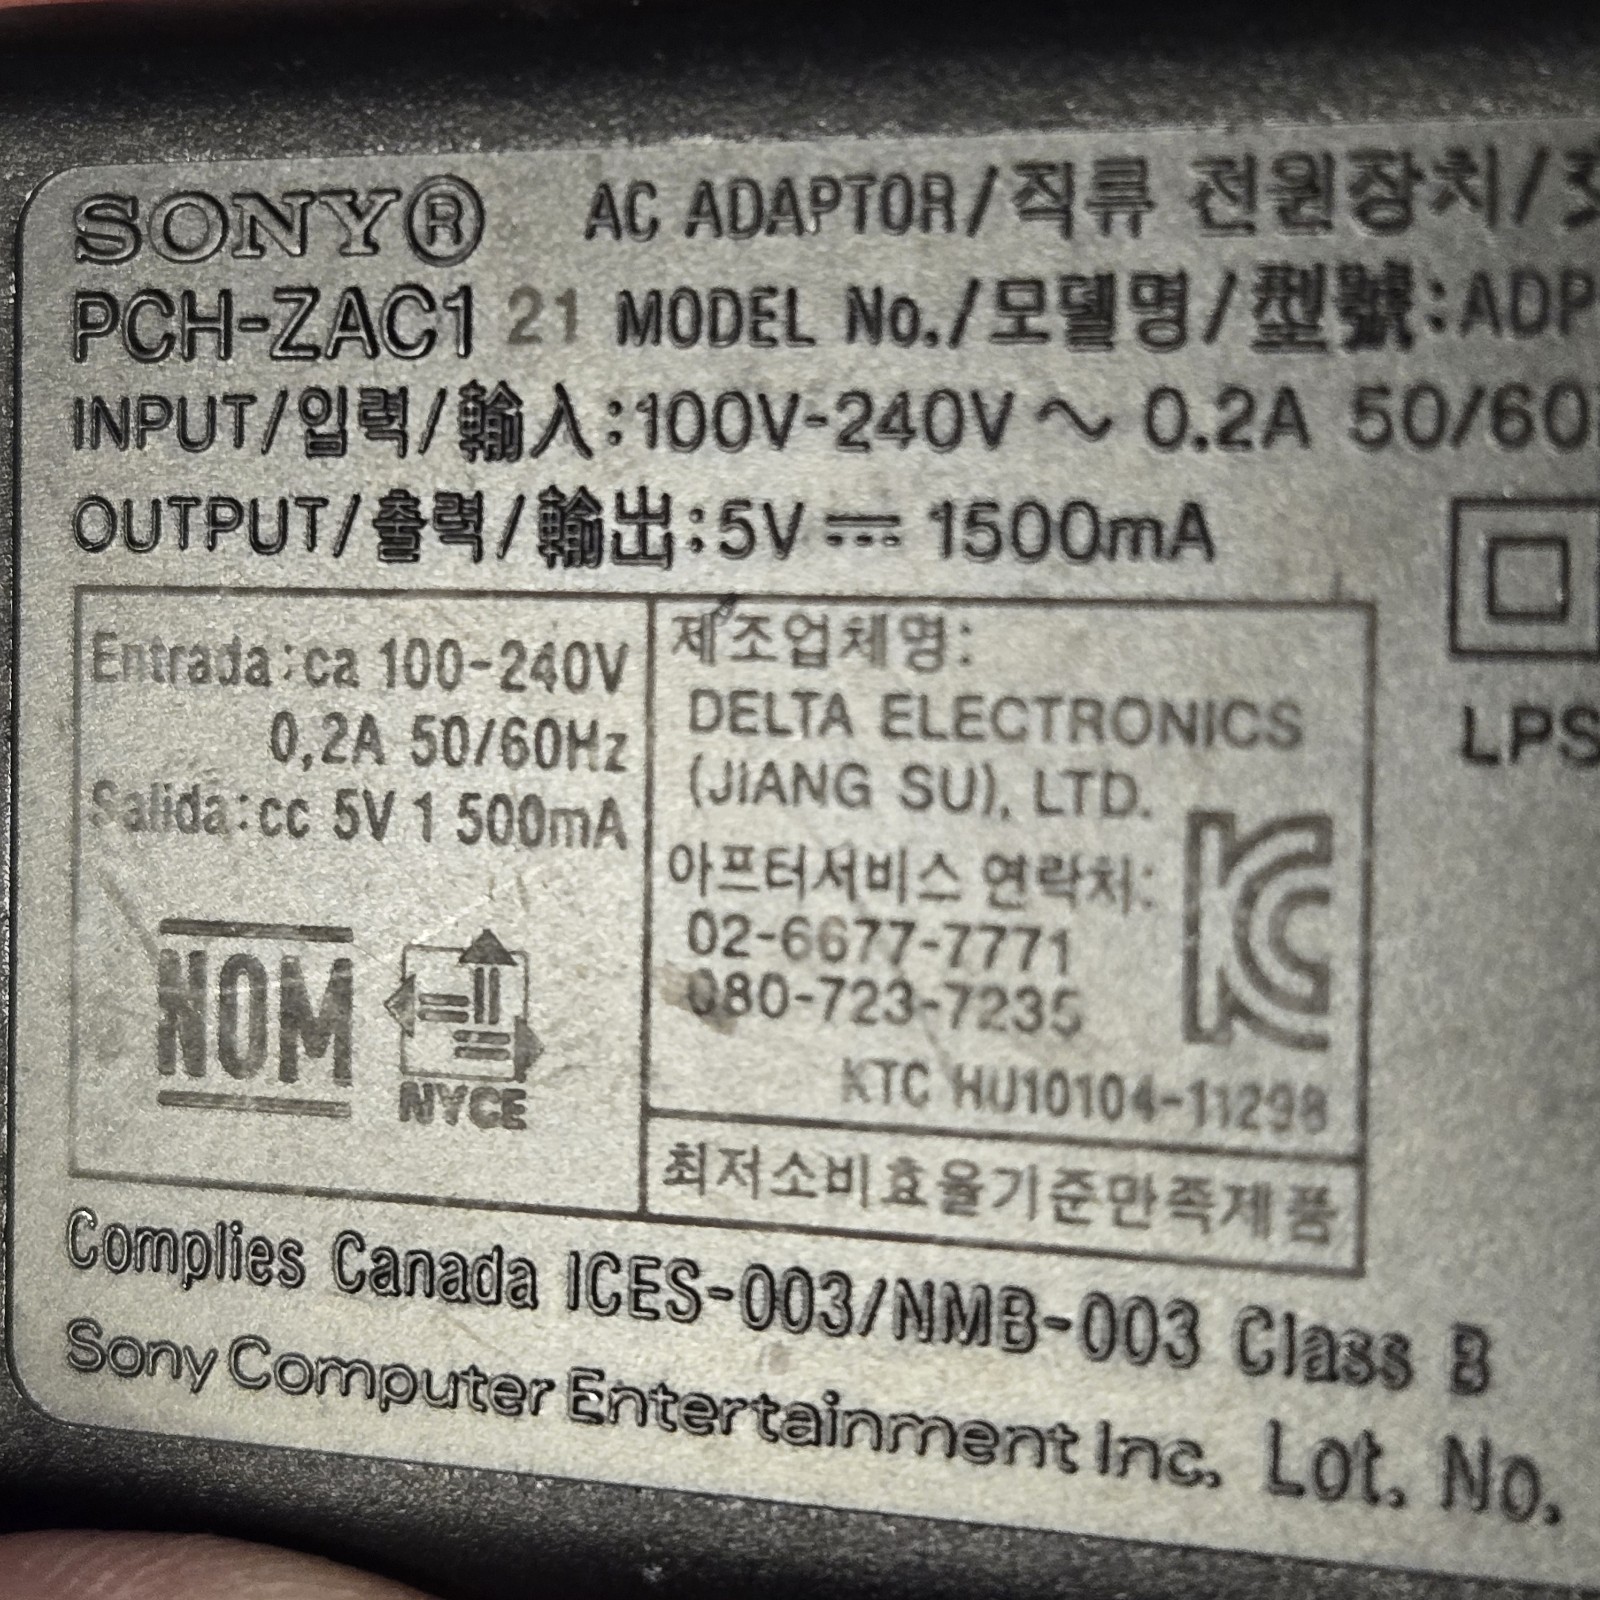 SONY® AC ADAPTOR/직류 전원장치/
PCH-ZAC1 21 MODEL No./모델명/型號:ADP
INPUT/입력/輸入:100V-240V ～ 0.2A 50/60
OUTPUT/출력/輸出:5V ⎓ 1500mA
Entrada:ca 100-240V
0,2A 50/60Hz
Salida:cc 5V 1 500mA
NOM
NYCE
제조업체명:
DELTA ELECTRONICS
(JIANG SU), LTD.
아프터서비스 연락처:
02-6677-7771
080-723-7235
KC
KTC HU10104-11298
최저소비효율기준만족제품
LPS
Complies Canada ICES-003/NMB-003 Class B
Sony Computer Entertainment Inc. Lot. No.